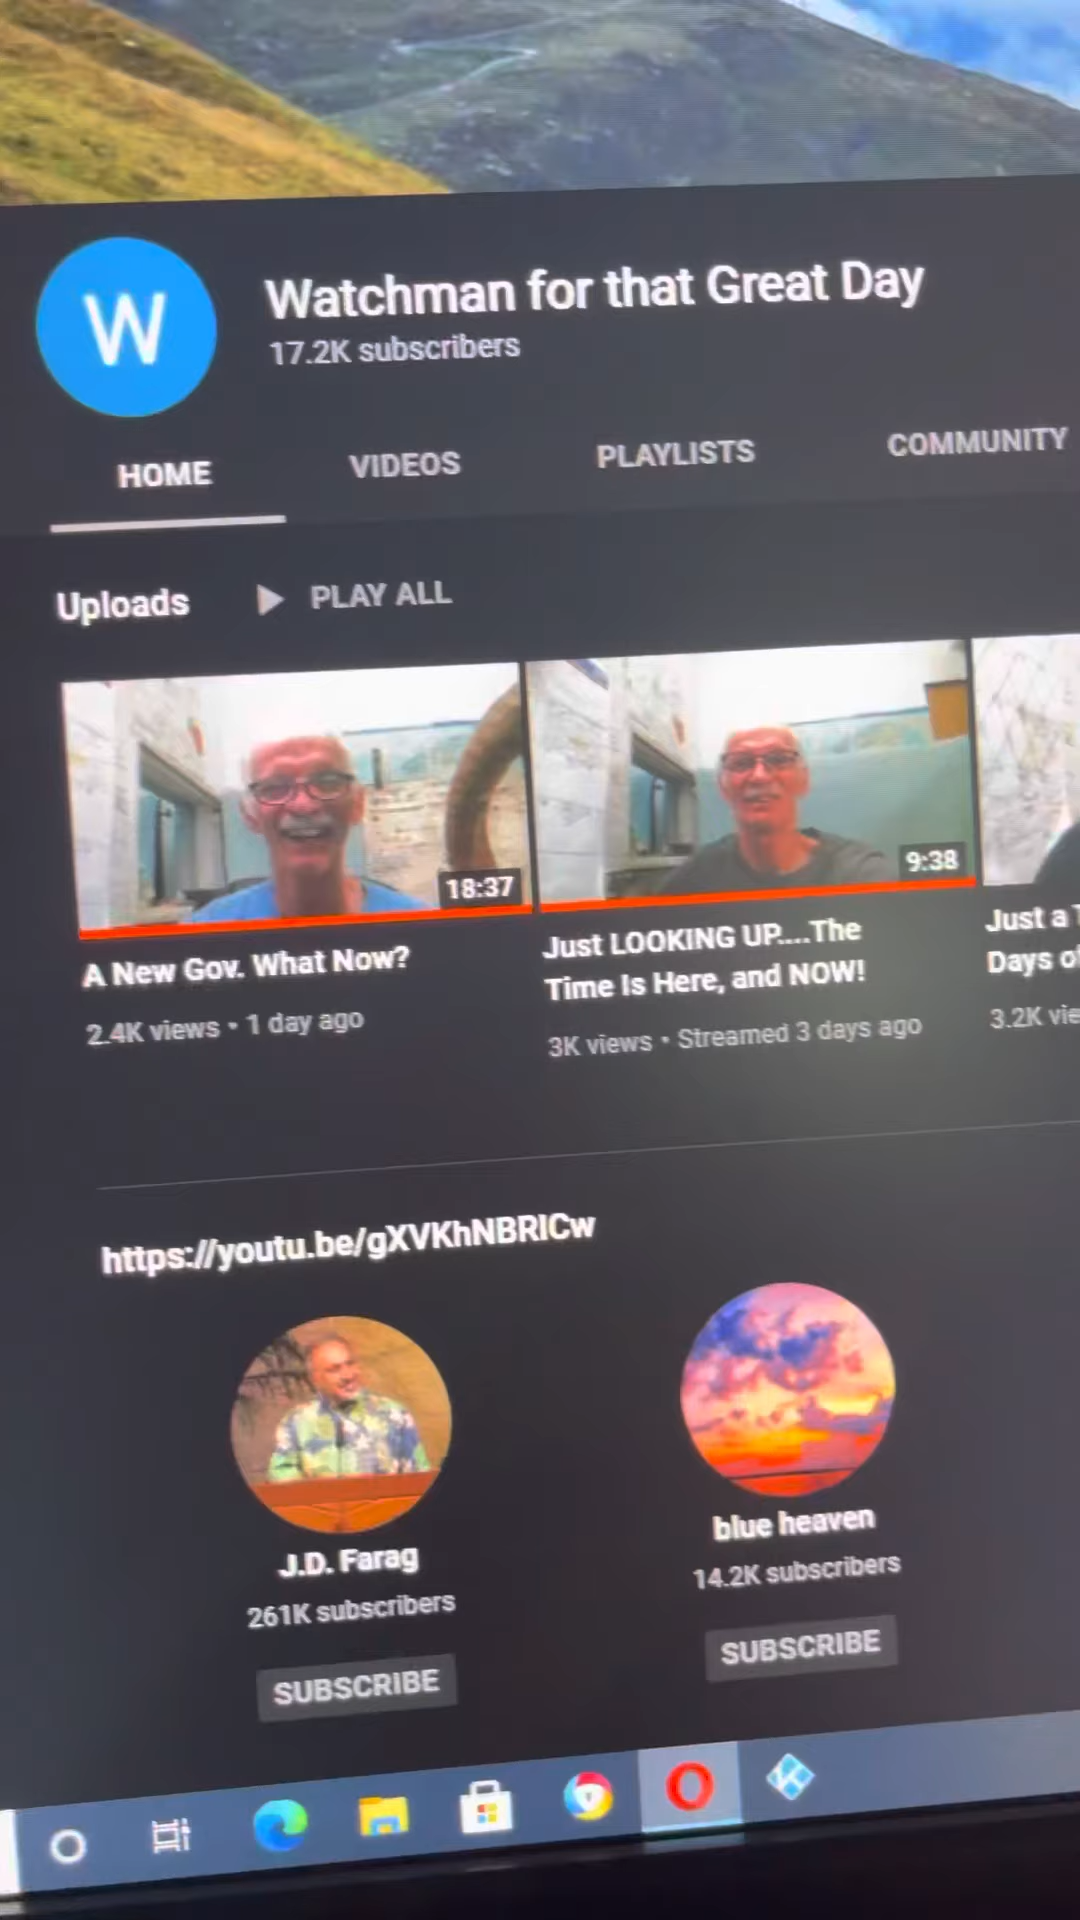 W
Watchman for that Great Day
17.2K subscribers
HOME
VIDEOS
PLAYLISTS
COMMUNITY
Uploads
PLAY ALL
18:37
9:38
A New Gov. What Now?
2.4K views • 1 day ago
Just LOOKING UP....The
Time Is Here, and NOW!
3K views • Streamed 3 days ago
Just a
Days
3.2K
https://youtu.be/gXVKhNBRICw
J.D. Farag
261K subscribers
SUBSCRIBE
blue heaven
14.2K subscribers
SUBSCRIBE